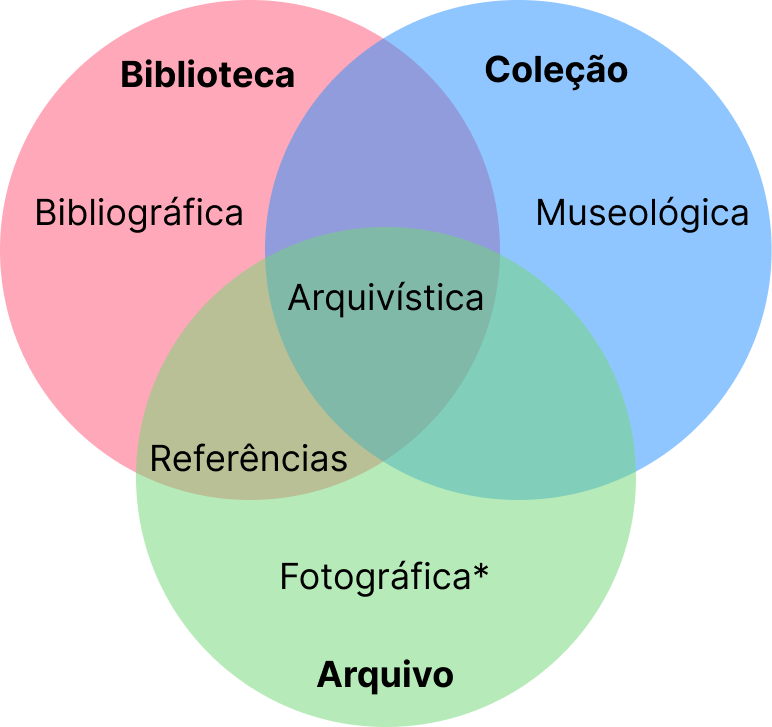 Biblioteca
Coleção
Bibliográfica
Museológica
Arquivística
Referências
Fotográfica*
Arquivo